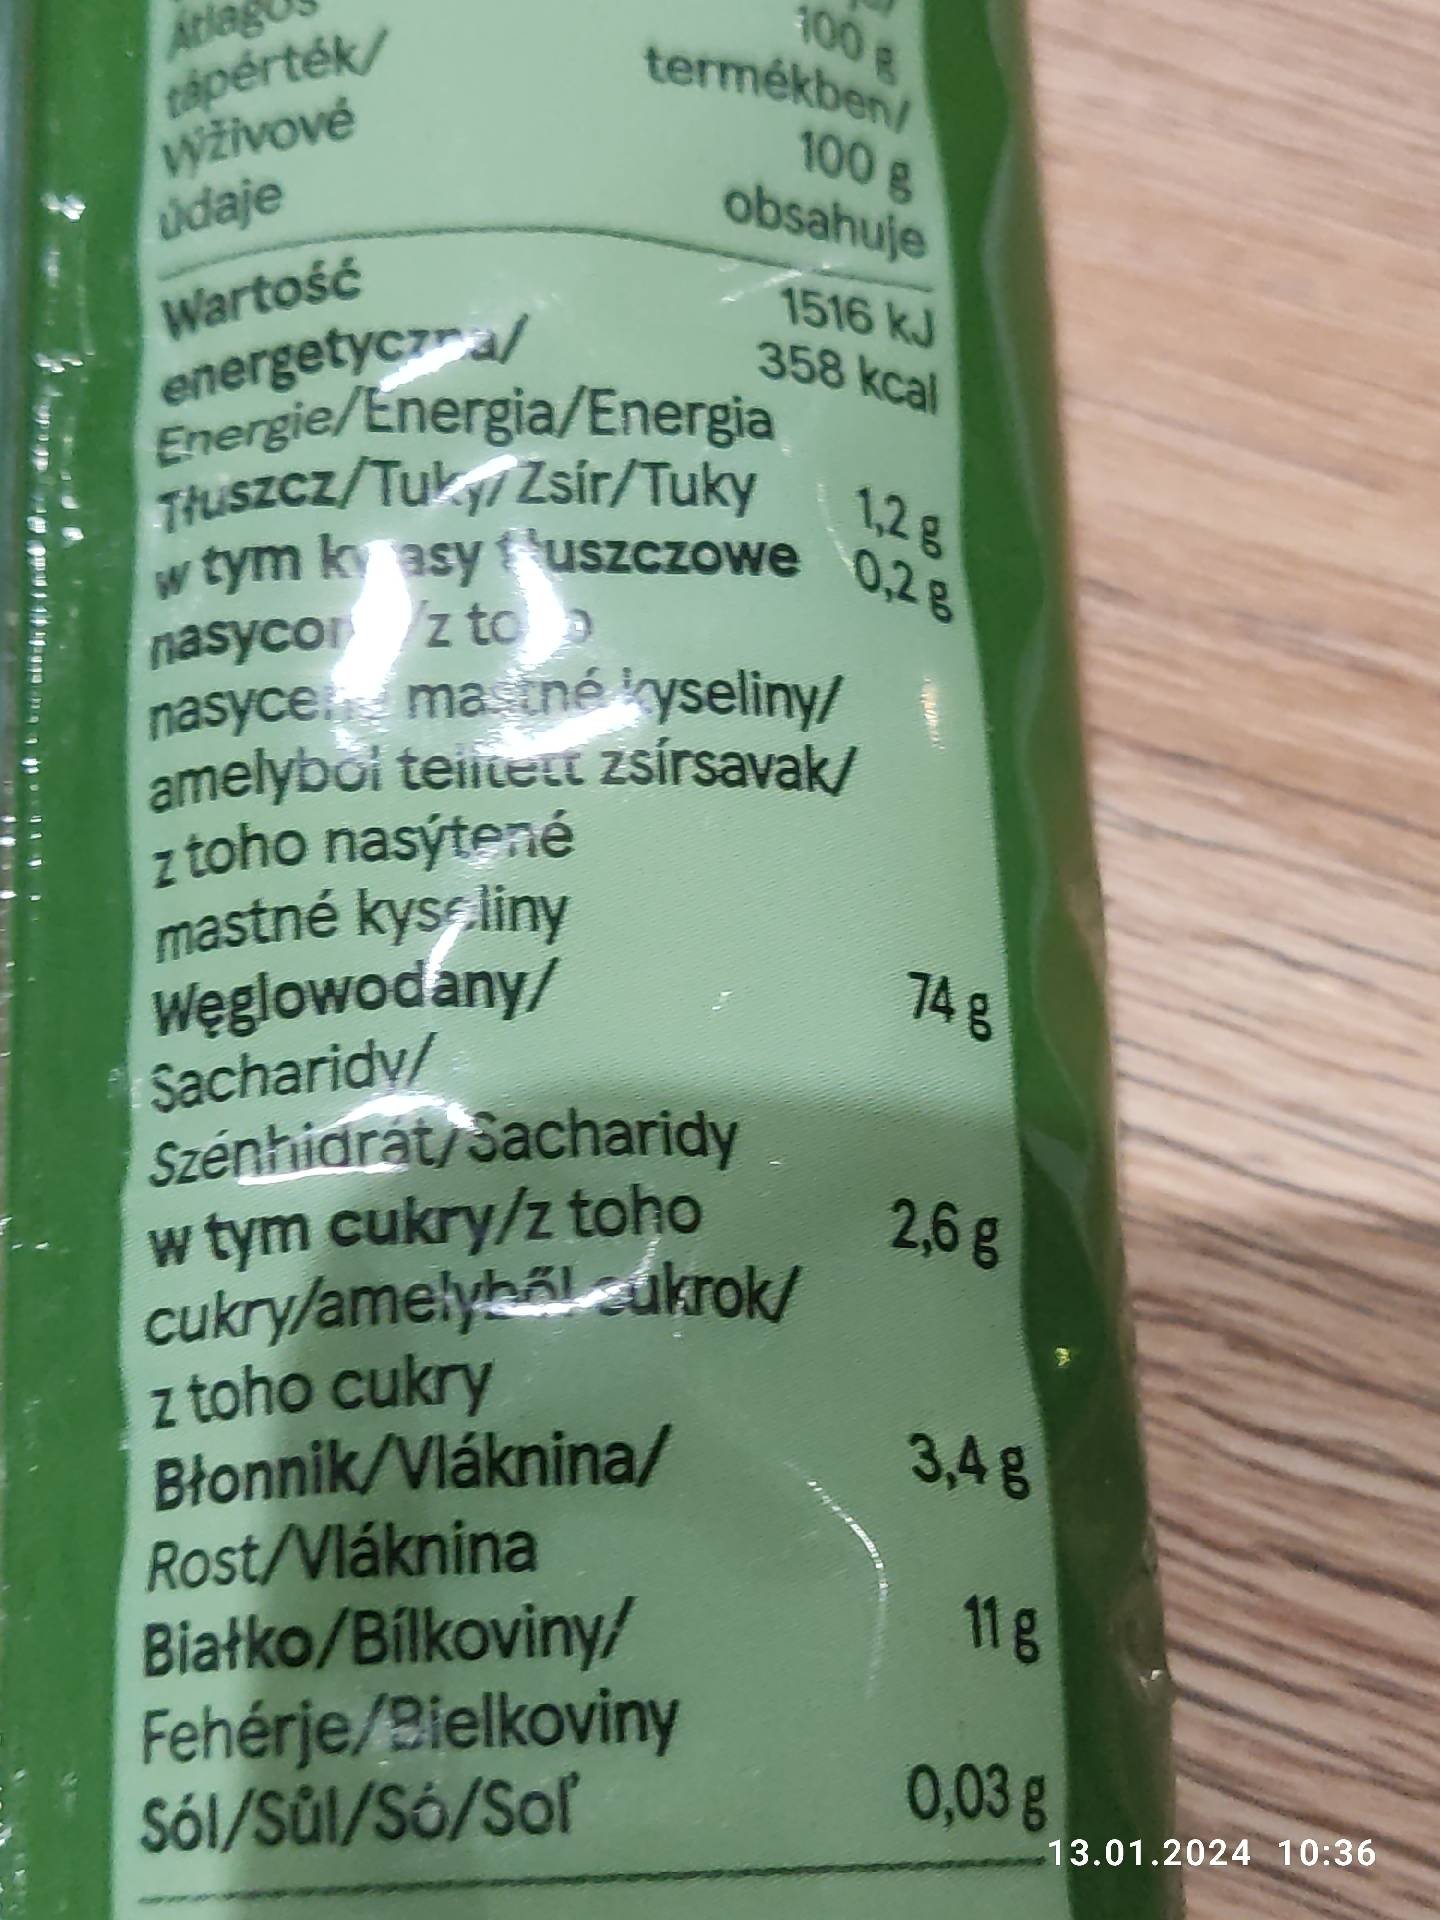 Átlagos
100 g
tápérték/
termékben/
výživové
100 g
údaje
obsahuje
Wartość
1516 kJ
energetyczna/
358 kcal
Energie/Energia/Energia
Tłuszcz/Tuky/Zsír/Tuky 1,2 g
w tym kwasy tłuszczowe 0,2 g
nasycone/z toho
nasycené mastné kyseliny/
amelyből telített zsírsavak/
z toho nasýtené
mastné kyseliny
Węglowodany/ 74 g
Sacharidy/
Szénhidrát/Sacharidy
w tym cukry/z toho 2,6 g
cukry/amelyből cukrok/
z toho cukry
Błonnik/Vláknina/ 3,4 g
Rost/Vláknina
Białko/Bílkoviny/ 11 g
Fehérje/Bielkoviny
Sól/Sůl/Só/Soľ 0,03 g
13.01.2024 10:36